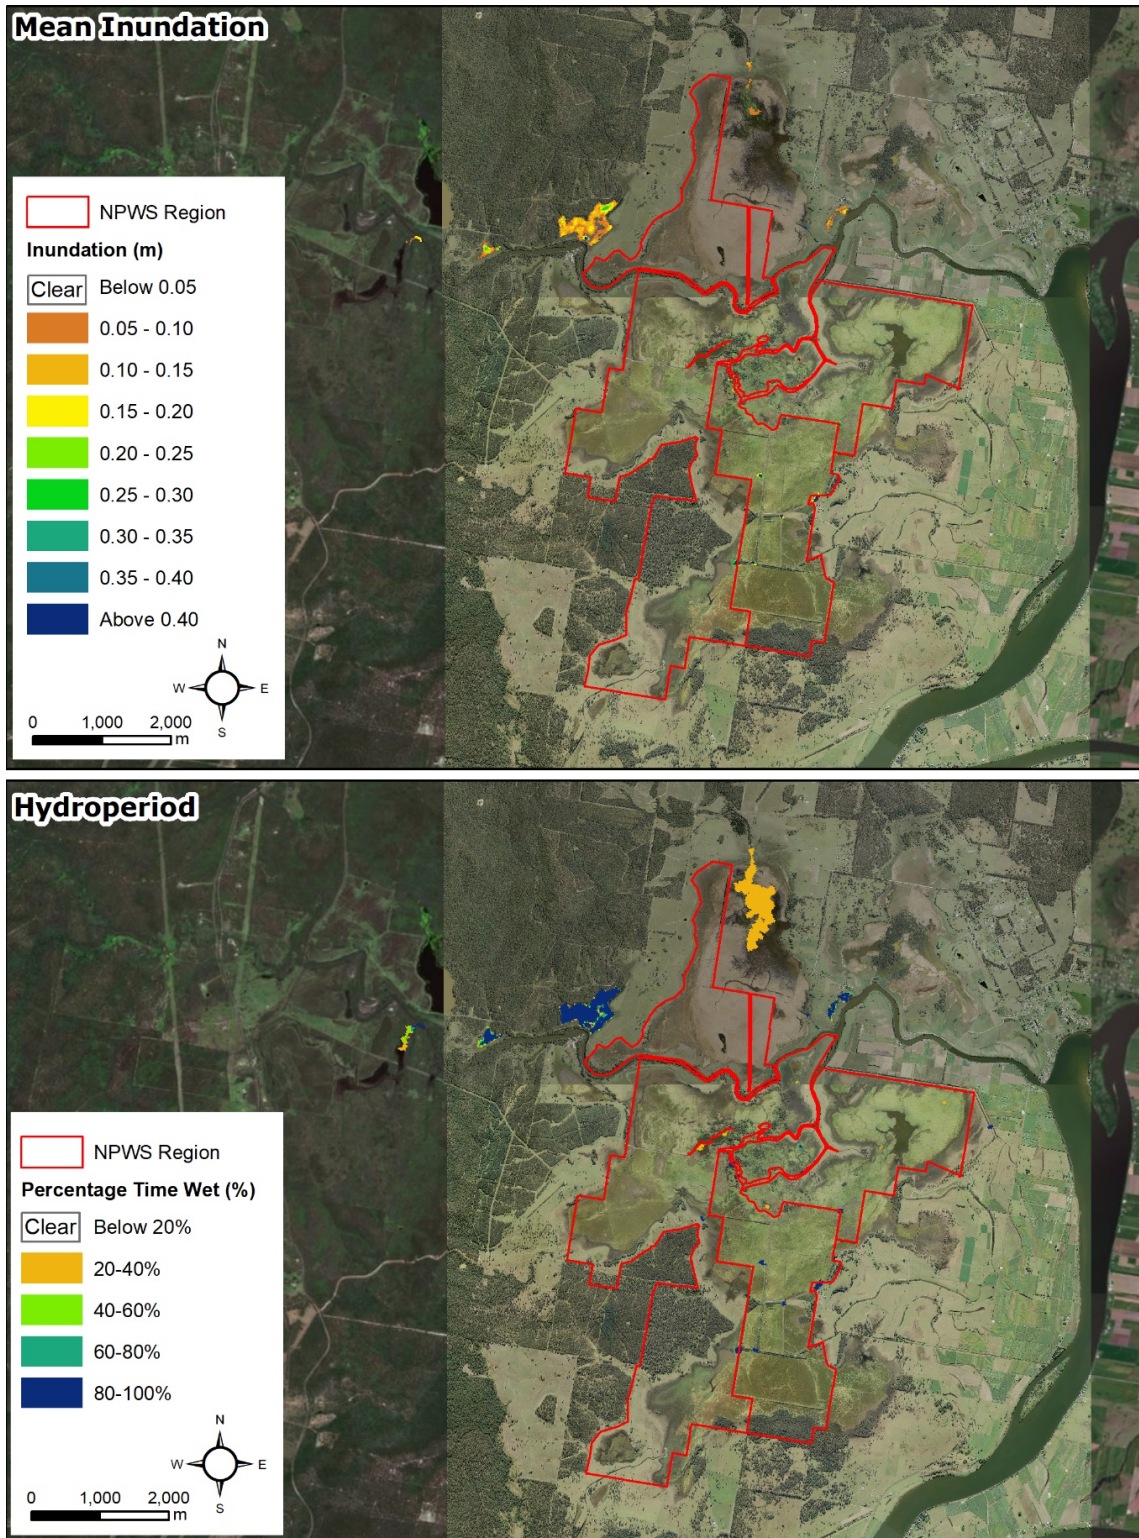 Mean Inundation
NPWS Region
Inundation (m)
Clear Below 0.05
0.05 - 0.10
0.10 - 0.15
0.15 - 0.20
0.20 - 0.25
0.25 - 0.30
0.30 - 0.35
0.35 - 0.40
Above 0.40
N
W E
S
0 1,000 2,000
m
Hydroperiod
NPWS Region
Percentage Time Wet (%)
Clear Below 20%
20-40%
40-60%
60-80%
80-100%
N
W E
S
0 1,000 2,000
m